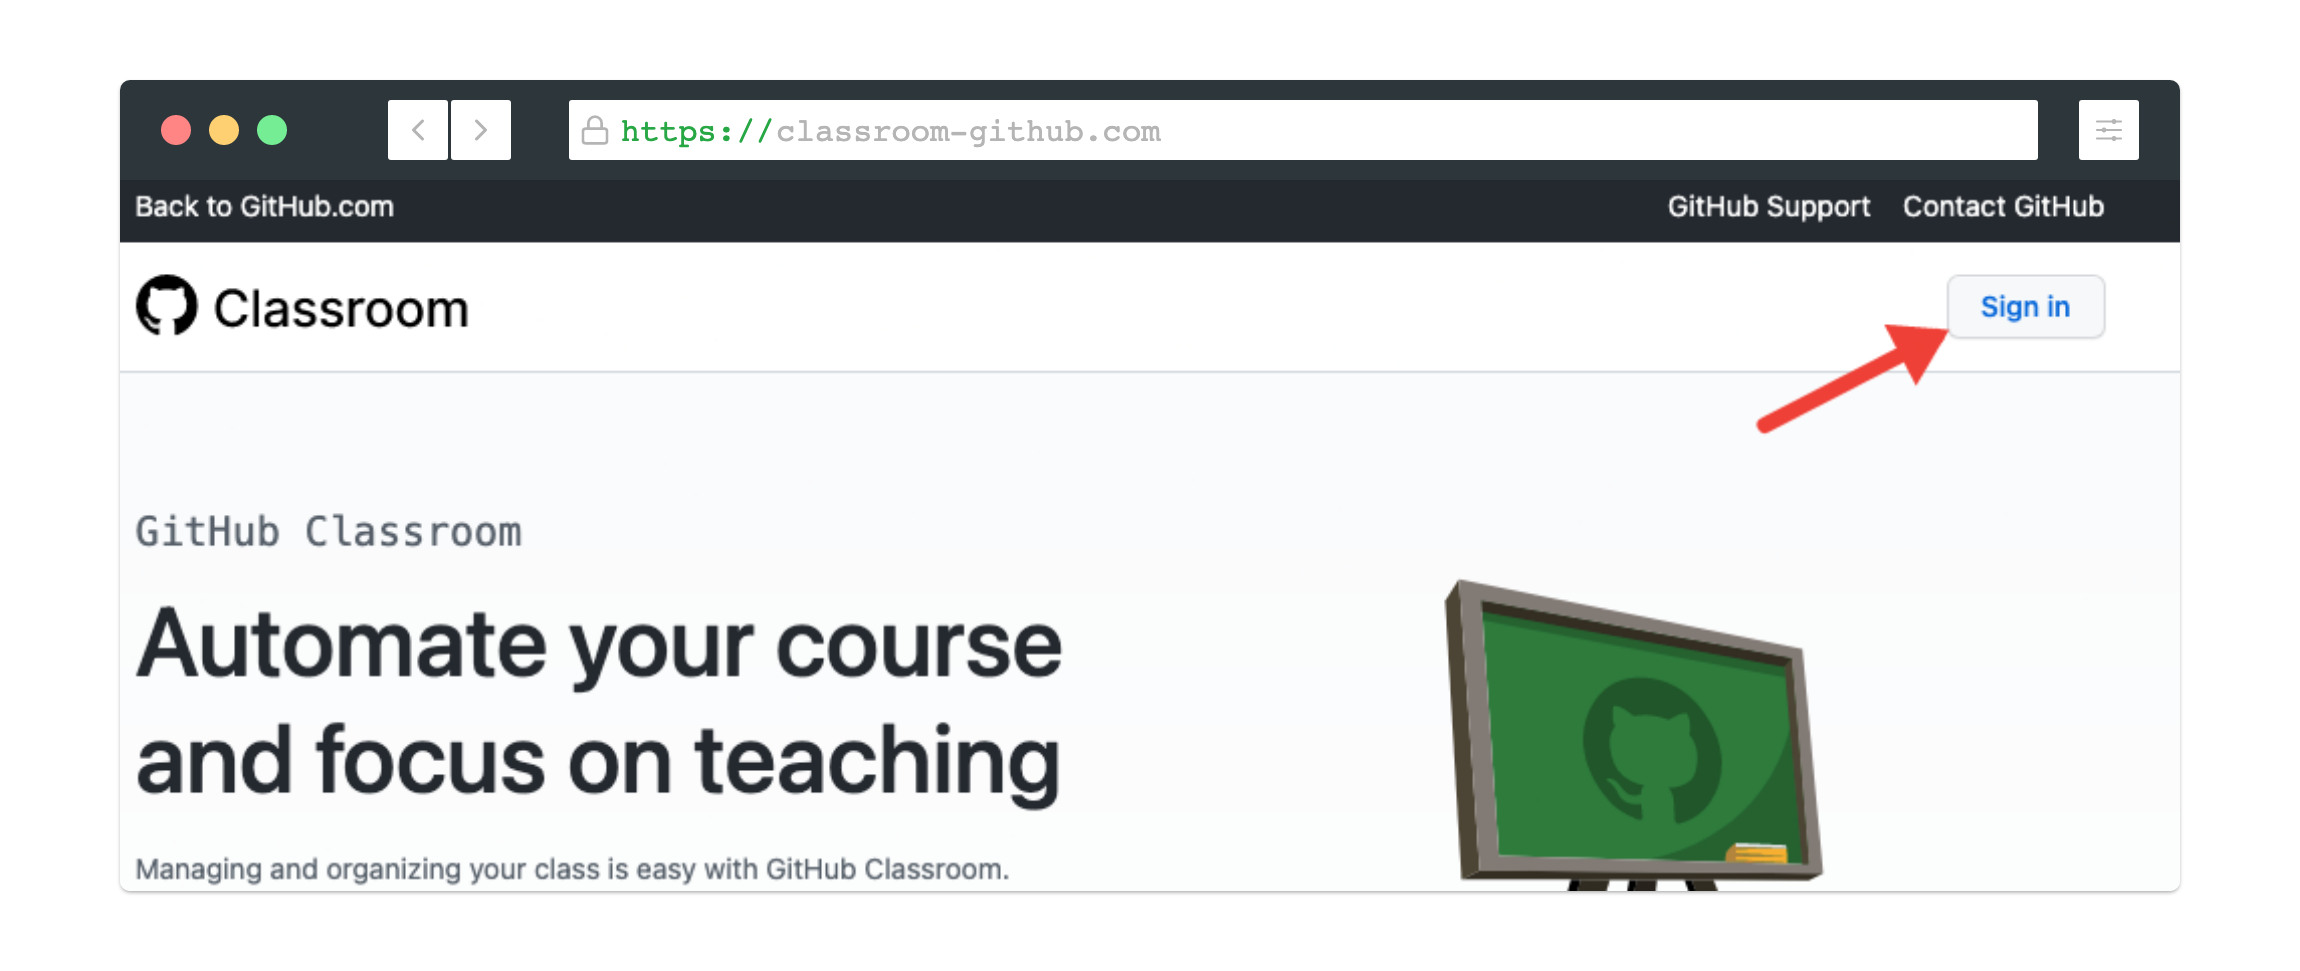 https://classroom-github.com
Back to GitHub.com
GitHub Support
Contact GitHub
Classroom
Sign in
GitHub Classroom
Automate your course
and focus on teaching
Managing and organizing your class is easy with GitHub Classroom.